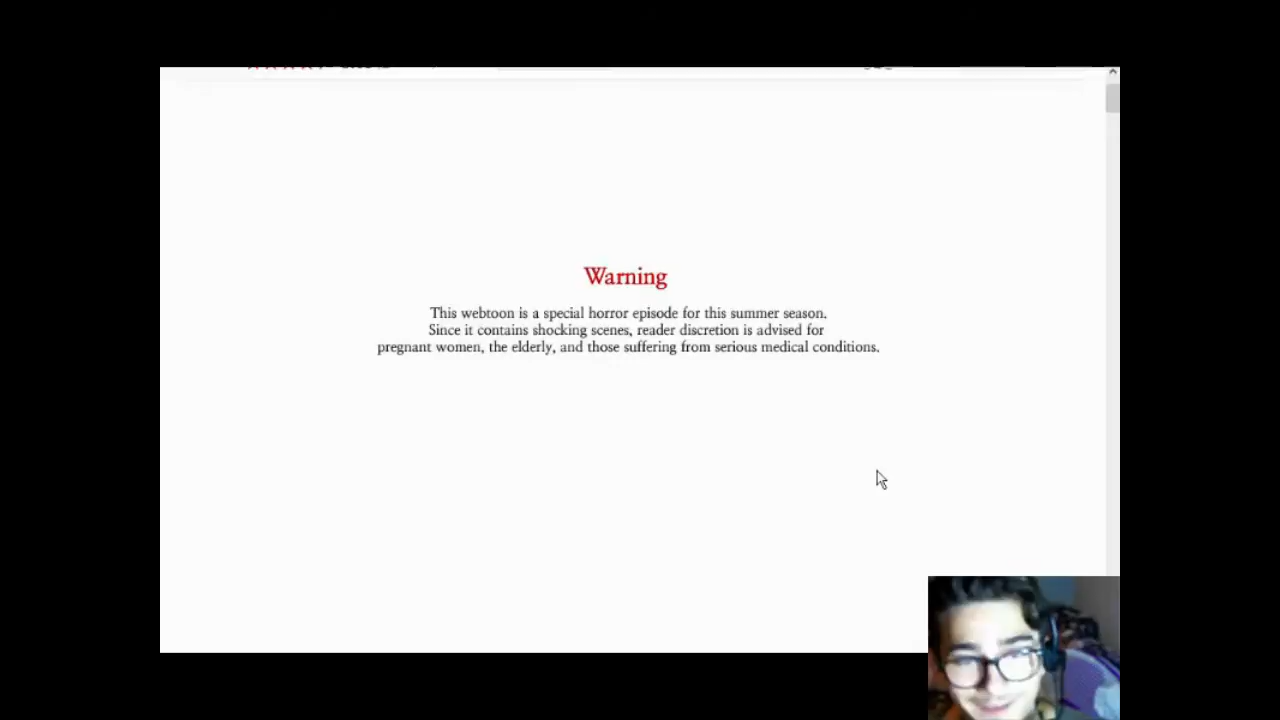 Warning
This webtoon is a special horror episode for this summer season.
Since it contains shocking scenes, reader discretion is advised for
pregnant women, the elderly, and those suffering from serious medical conditions.